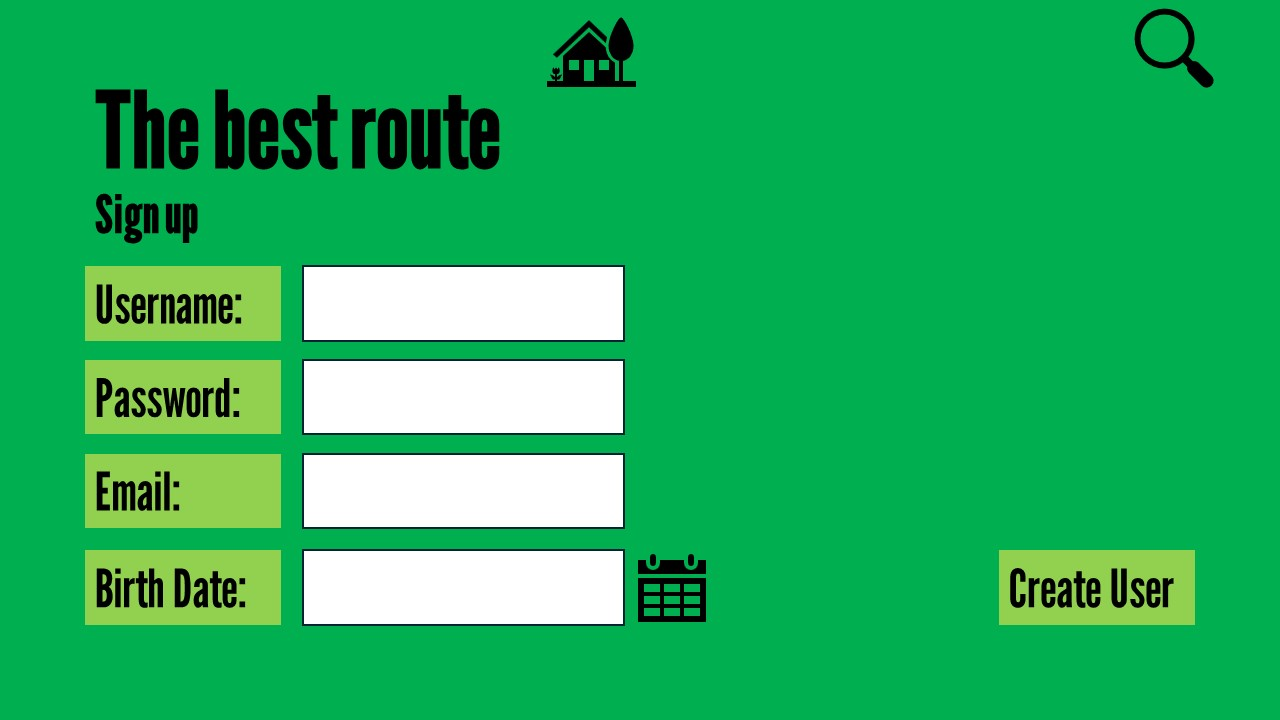 The best route
Sign up
Username:
Password:
Email:
Birth Date:
Create User